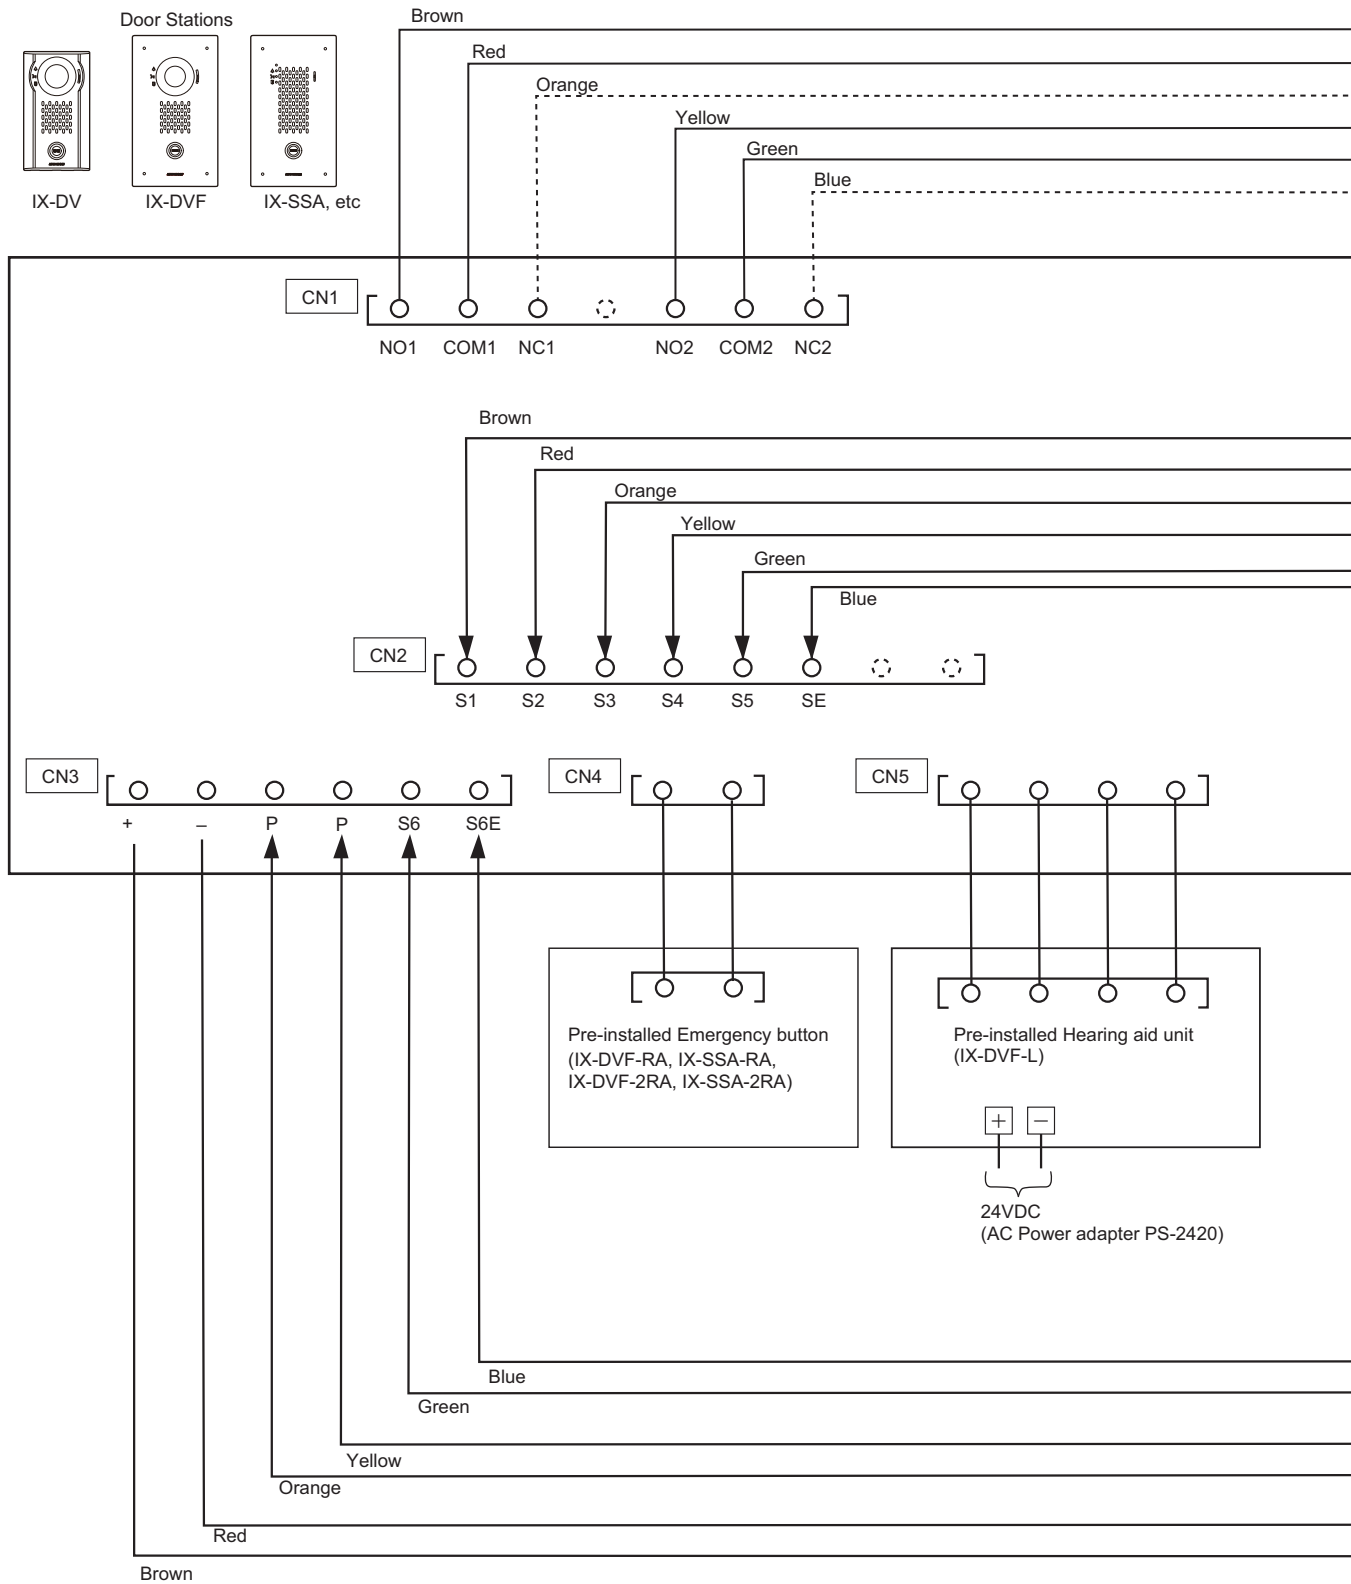 Door Stations
IX-DV
IX-DVF
IX-SSA, etc
Brown
Red
Orange
Yellow
Green
Blue
CN1
NO1 COM1 NC1 NO2 COM2 NC2
Brown
Red
Orange
Yellow
Green
Blue
CN2
S1 S2 S3 S4 S5 SE
CN3
+ – P P S6 S6E
CN4
CN5
Pre-installed Emergency button
(IX-DVF-RA, IX-SSA-RA,
IX-DVF-2RA, IX-SSA-2RA)
Pre-installed Hearing aid unit
(IX-DVF-L)
+ −
24VDC
(AC Power adapter PS-2420)
Blue
Green
Yellow
Orange
Red
Brown